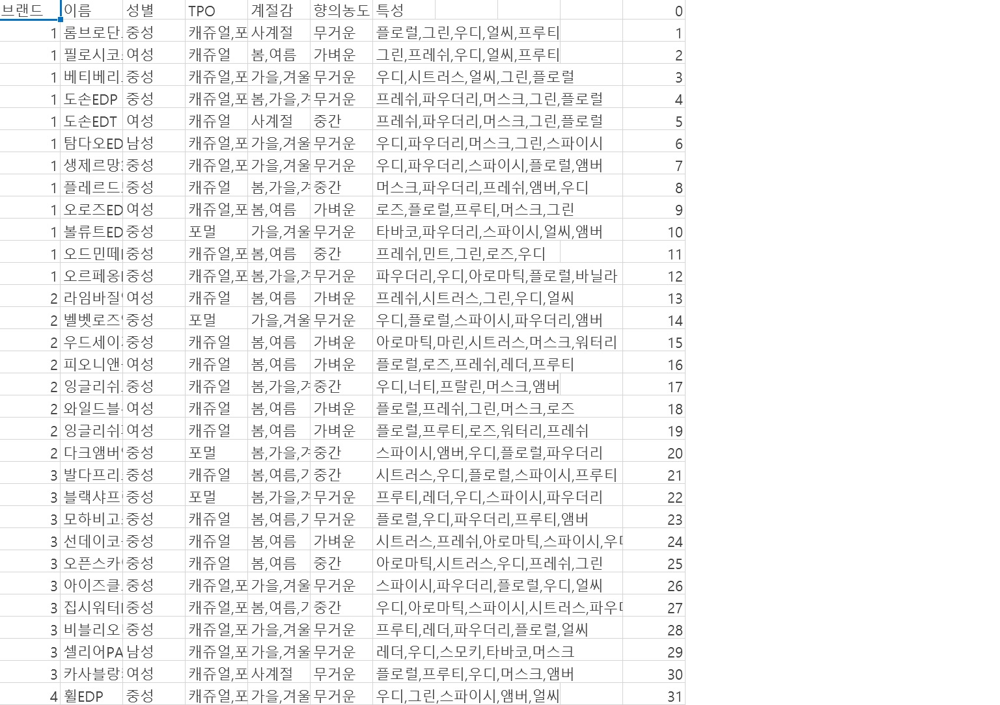 브랜드 이름 성별 TPO 계절감 향의농도 특성 0
1 롬브로단 중성 캐쥬얼,포 사계절 무거운 플로럴,그린,우디,얼씨,프루티 1
1 필로시코 여성 캐쥬얼 봄,여름 가벼운 그린,프레쉬,우디,얼씨,프루티 2
1 베티베리 중성 캐쥬얼,포 가을,겨울 무거운 우디,시트러스,얼씨,그린,플로럴 3
1 도손EDP 중성 캐쥬얼,포 봄,가을,겨 무거운 프레쉬,파우더리,머스크,그린,플로럴 4
1 도손EDT 여성 캐쥬얼 사계절 중간 프레쉬,파우더리,머스크,그린,플로럴 5
1 탐다오ED 남성 캐쥬얼,포 가을,겨울 무거운 우디,파우더리,머스크,그린,스파이시 6
1 생제르망 중성 캐쥬얼,포 가을,겨울 무거운 우디,파우더리,스파이시,플로럴,앰버 7
1 플레르드 중성 캐쥬얼 봄,가을,겨 중간 머스크,파우더리,프레쉬,앰버,우디 8
1 오로즈ED 여성 캐쥬얼,포 봄,여름 가벼운 로즈,플로럴,프루티,머스크,그린 9
1 볼류트ED 중성 포멀 가을,겨울 무거운 타바코,파우더리,스파이시,얼씨,앰버 10
1 오드민떼 중성 캐쥬얼,포 봄,여름 중간 프레쉬,민트,그린,로즈,우디 11
1 오르페옹 중성 캐쥬얼,포 봄,가을,겨 무거운 파우더리,우디,아로마틱,플로럴,바닐라 12
2 라임바질 여성 캐쥬얼 봄,여름 가벼운 프레쉬,시트러스,그린,우디,얼씨 13
2 벨벳로즈 중성 포멀 가을,겨울 무거운 우디,플로럴,스파이시,파우더리,앰버 14
2 우드세이 중성 캐쥬얼 봄,여름 가벼운 아로마틱,마린,시트러스,머스크,워터리 15
2 피오니앤 여성 캐쥬얼 봄,여름 가벼운 플로럴,로즈,프레쉬,레더,프루티 16
2 잉글리쉬 중성 캐쥬얼 봄,가을,겨 중간 우디,너티,프랄린,머스크,앰버 17
2 와일드블 여성 캐쥬얼 봄,여름 가벼운 플로럴,프레쉬,그린,머스크,로즈 18
2 잉글리쉬 여성 캐쥬얼 봄,여름 가벼운 플로럴,프루티,로즈,워터리,프레쉬 19
2 다크앰버 중성 포멀 봄,가을,겨 중간 스파이시,앰버,우디,플로럴,파우더리 20
3 발다프리 중성 캐쥬얼 봄,여름,가 중간 시트러스,우디,플로럴,스파이시,프루티 21
3 블랙샤프 중성 포멀 봄,가을,겨 무거운 프루티,레더,우디,스파이시,파우더리 22
3 모하비고 중성 캐쥬얼 봄,여름,가 무거운 플로럴,우디,파우더리,프루티,앰버 23
3 선데이코 중성 캐쥬얼 봄,여름 가벼운 시트러스,프레쉬,아로마틱,스파이시,우디 24
3 오픈스카 중성 캐쥬얼 봄,여름 중간 아로마틱,시트러스,우디,프레쉬,그린 25
3 아이즈클 중성 캐쥬얼,포 가을,겨울 무거운 스파이시,파우더리,플로럴,우디,얼씨 26
3 집시워터 중성 캐쥬얼,포 봄,여름,가 중간 우디,아로마틱,스파이시,시트러스,파우더 27
3 비블리오 중성 캐쥬얼,포 가을,겨울 무거운 프루티,레더,파우더리,플로럴,얼씨 28
3 셀리어PA 남성 캐쥬얼,포 가을,겨울 무거운 레더,우디,스모키,타바코,머스크 29
3 카사블랑 여성 캐쥬얼,포 사계절 무거운 플로럴,프루티,우디,머스크,앰버 30
4 휠EDP 중성 캐쥬얼,포 가을,겨울 무거운 우디,그린,스파이시,앰버,얼씨 31